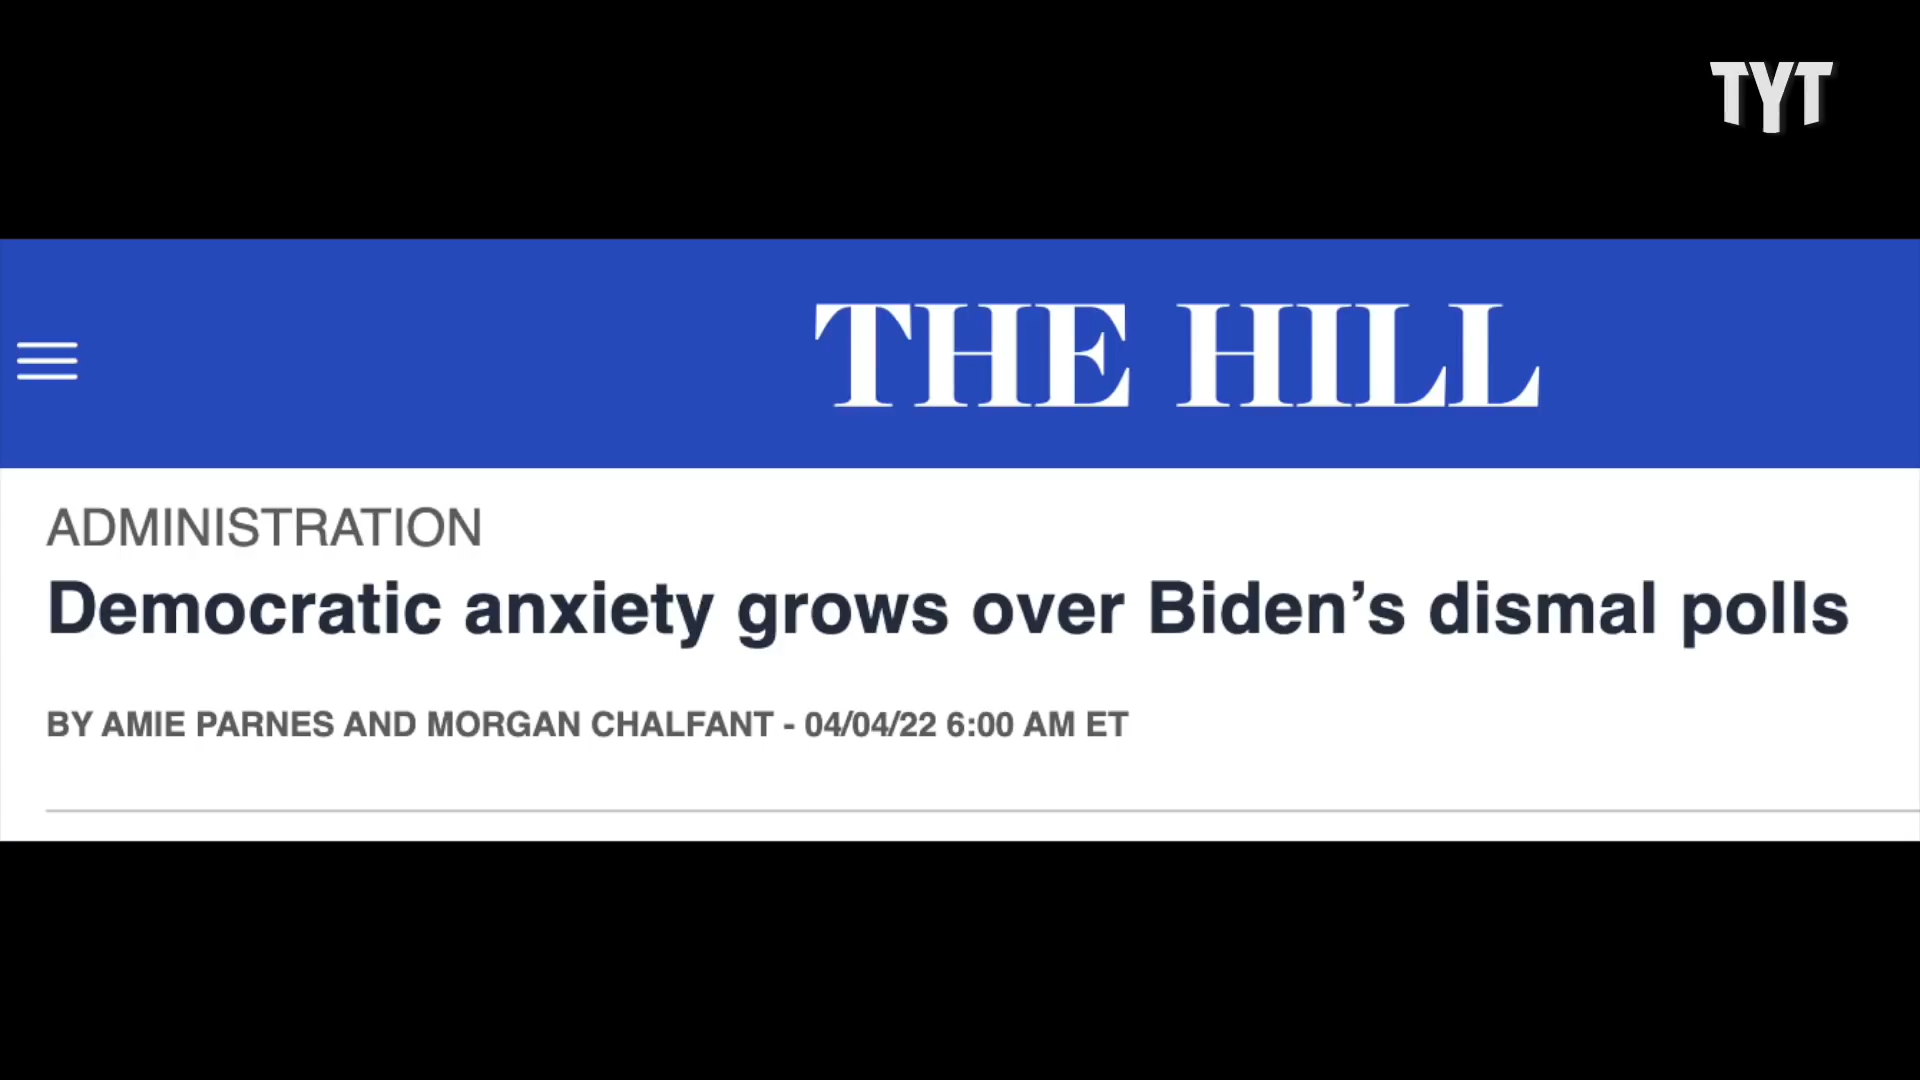 TYT
THE HILL
ADMINISTRATION
Democratic anxiety grows over Biden’s dismal polls
BY AMIE PARNES AND MORGAN CHALFANT - 04/04/22 6:00 AM ET